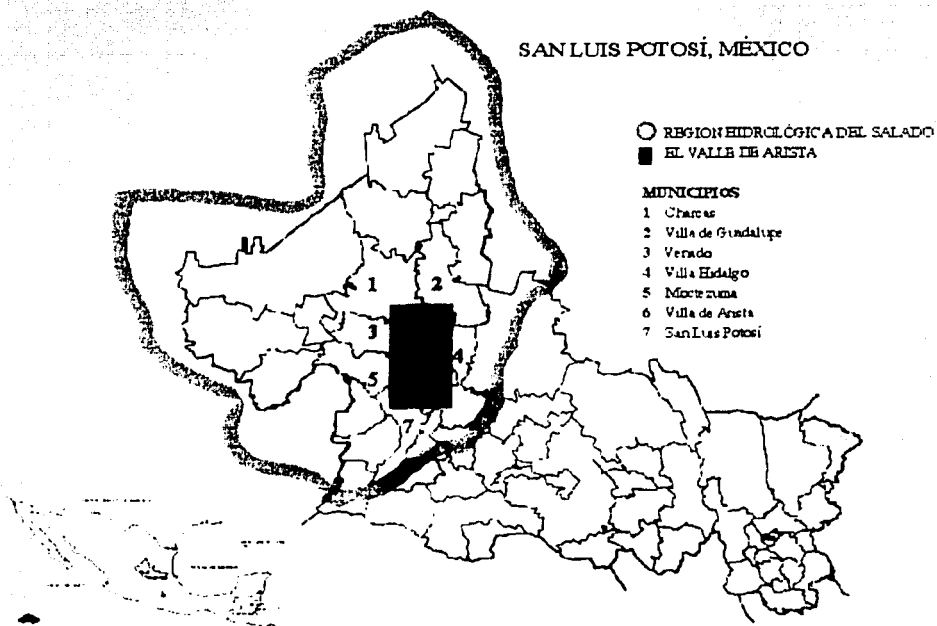 SAN LUIS POTOSÍ, MÉXICO
REGION HIDROLÓGICA DEL SALADO
EL VALLE DE ARISTA
MUNICIPIOS
1 Charcas
2 Villa de Guadalupe
3 Venado
4 Villa Hidalgo
5 Moctezuma
6 Villa de Arista
7 San Luis Potosí
1
2
3
4
5
7